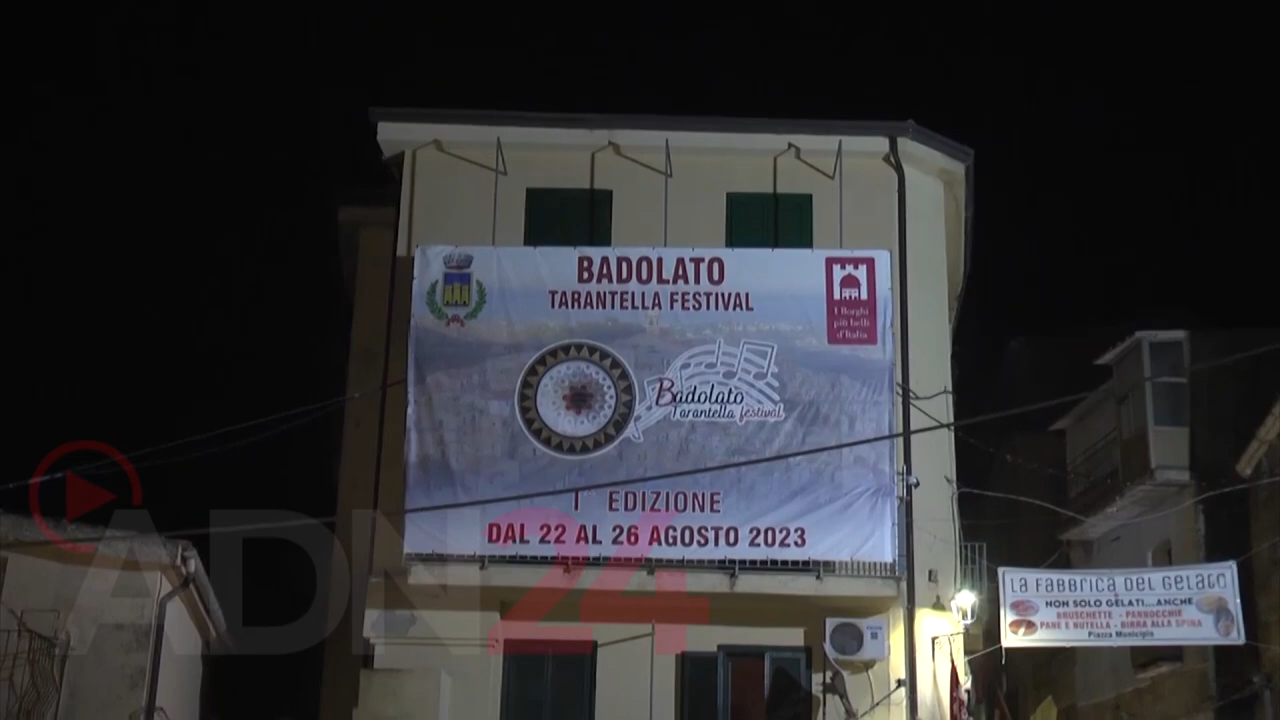 BADOLATO
TARANTELLA FESTIVAL
I Borghi
più belli
d'Italia
Badolato
Tarantella festival
1^ EDIZIONE
DAL 22 AL 26 AGOSTO 2023
LA FABBRICA DEL GELATO
NON SOLO GELATI....ANCHE
BRUSCHETTE - PANNOCCHIE
PANE E NUTELLA - BIRRA ALLA SPINA
Piazza Municipio
ADN24